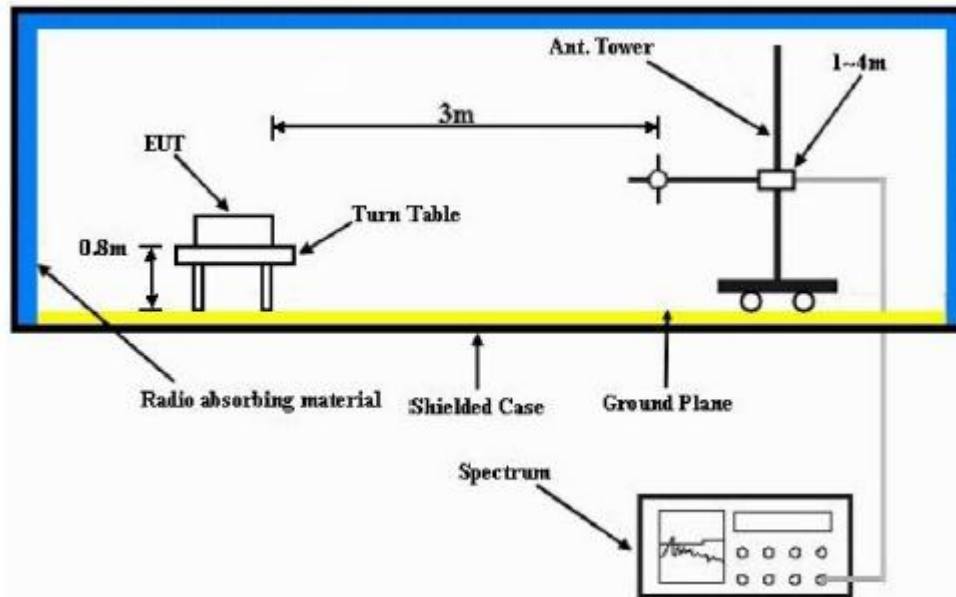 Ant. Tower
1~4m
3m
EUT
Turn Table
0.8m
Radio absorbing material
Shielded Case
Ground Plane
Spectrum